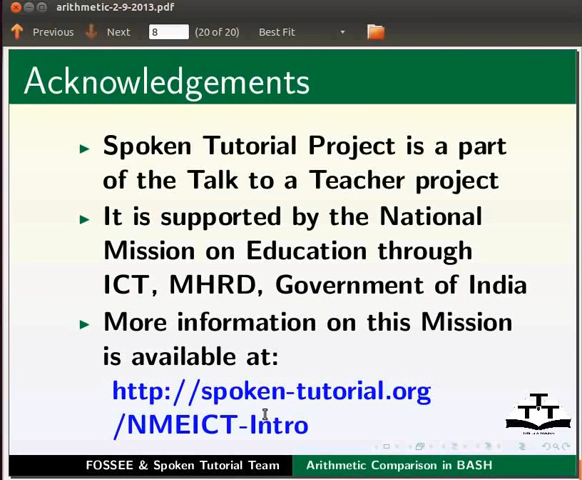 arithmetic-2-9-2013.pdf
Previous Next 8 (20 of 20) Best Fit
Acknowledgements
Spoken Tutorial Project is a part
of the Talk to a Teacher project
It is supported by the National
Mission on Education through
ICT, MHRD, Government of India
More information on this Mission
is available at:
http://spoken-tutorial.org
/NMEICT-Intro
FOSSEE & Spoken Tutorial Team Arithmetic Comparison in BASH